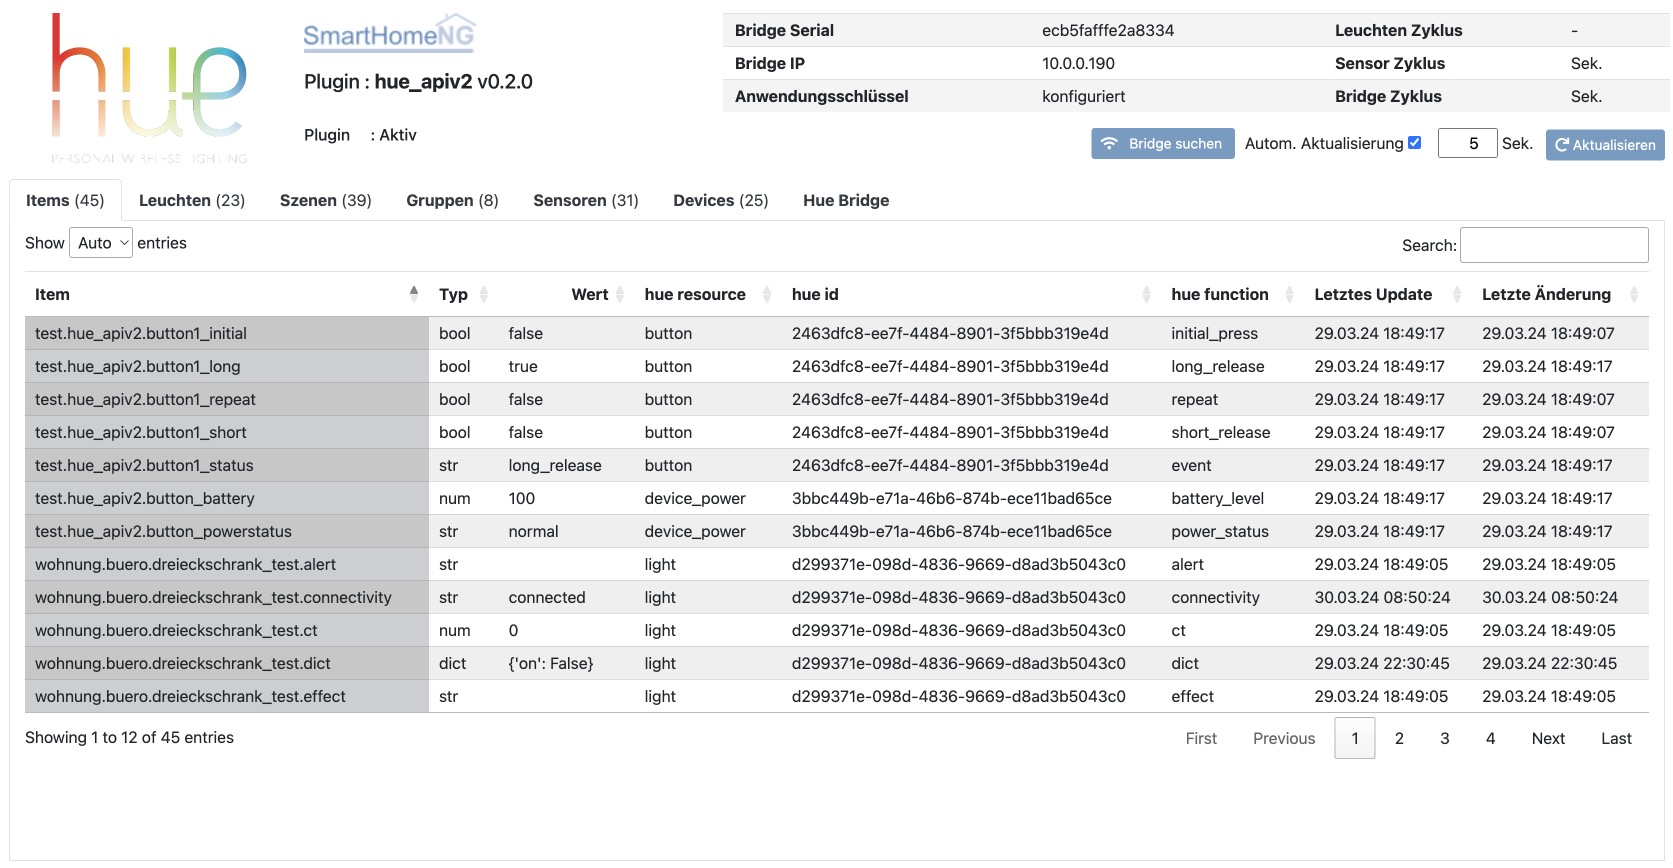 hue
PERSONAL WIRELESS LIGHTING
SmartHomeNG
Plugin : hue_apiv2 v0.2.0
Plugin : Aktiv
Bridge Serial ecb5fafffe2a8334 Leuchten Zyklus -
Bridge IP 10.0.0.190 Sensor Zyklus Sek.
Anwendungsschlüssel konfiguriert Bridge Zyklus Sek.
Bridge suchen Autom. Aktualisierung 5 Sek. Aktualisieren
Items (45) Leuchten (23) Szenen (39) Gruppen (8) Sensoren (31) Devices (25) Hue Bridge
Show Auto entries Search:
Item Typ Wert hue resource hue id hue function Letztes Update Letzte Änderung
test.hue_apiv2.button1_initial bool false button 2463dfc8-ee7f-4484-8901-3f5bbb319e4d initial_press 29.03.24 18:49:17 29.03.24 18:49:07
test.hue_apiv2.button1_long bool true button 2463dfc8-ee7f-4484-8901-3f5bbb319e4d long_release 29.03.24 18:49:17 29.03.24 18:49:17
test.hue_apiv2.button1_repeat bool false button 2463dfc8-ee7f-4484-8901-3f5bbb319e4d repeat 29.03.24 18:49:17 29.03.24 18:49:07
test.hue_apiv2.button1_short bool false button 2463dfc8-ee7f-4484-8901-3f5bbb319e4d short_release 29.03.24 18:49:17 29.03.24 18:49:07
test.hue_apiv2.button1_status str long_release button 2463dfc8-ee7f-4484-8901-3f5bbb319e4d event 29.03.24 18:49:17 29.03.24 18:49:17
test.hue_apiv2.button_battery num 100 device_power 3bbc449b-e71a-46b6-874b-ece11bad65ce battery_level 29.03.24 18:49:17 29.03.24 18:49:17
test.hue_apiv2.button_powerstatus str normal device_power 3bbc449b-e71a-46b6-874b-ece11bad65ce power_status 29.03.24 18:49:17 29.03.24 18:49:17
wohnung.buero.dreieckschrank_test.alert str light d299371e-098d-4836-9669-d8ad3b5043c0 alert 29.03.24 18:49:05 29.03.24 18:49:05
wohnung.buero.dreieckschrank_test.connectivity str connected light d299371e-098d-4836-9669-d8ad3b5043c0 connectivity 30.03.24 08:50:24 30.03.24 08:50:24
wohnung.buero.dreieckschrank_test.ct num 0 light d299371e-098d-4836-9669-d8ad3b5043c0 ct 29.03.24 18:49:05 29.03.24 18:49:05
wohnung.buero.dreieckschrank_test.dict dict {'on': False} light d299371e-098d-4836-9669-d8ad3b5043c0 dict 29.03.24 22:30:45 29.03.24 22:30:45
wohnung.buero.dreieckschrank_test.effect str light d299371e-098d-4836-9669-d8ad3b5043c0 effect 29.03.24 18:49:05 29.03.24 18:49:05
Showing 1 to 12 of 45 entries First Previous 1 2 3 4 Next Last